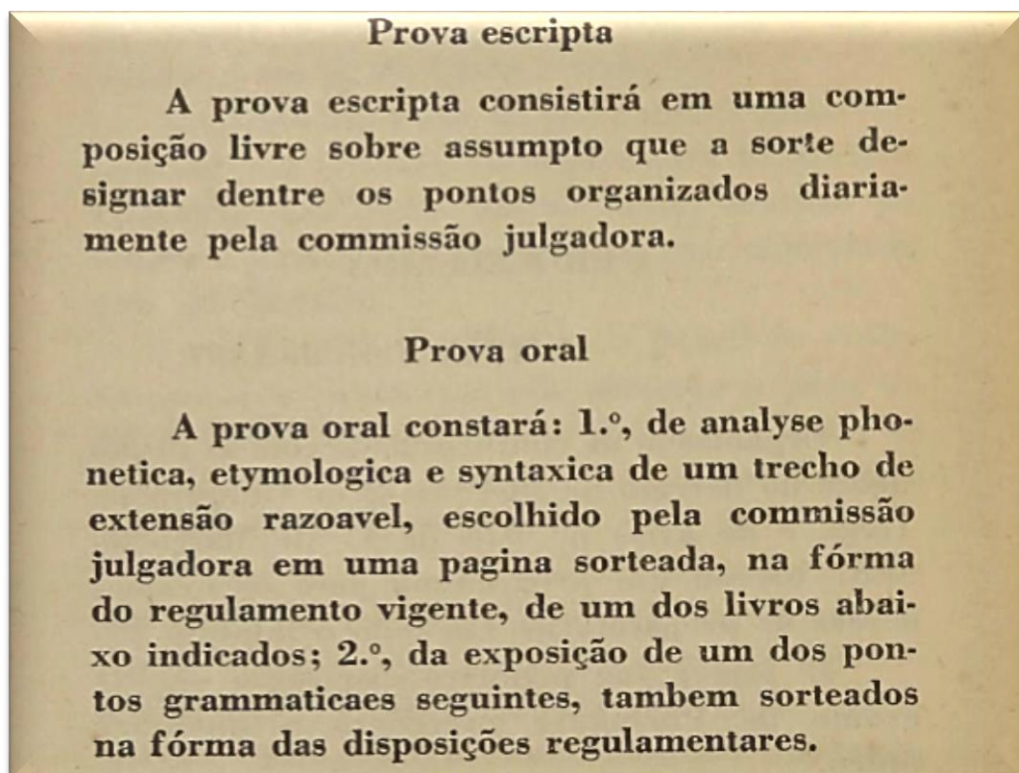 Prova escripta
A prova escripta consistirá em uma com-
posição livre sobre assumpto que a sorte de-
signar dentre os pontos organizados diaria-
mente pela commissão julgadora.
Prova oral
A prova oral constará: 1.º, de analyse pho-
netica, etymologica e syntaxica de um trecho de
extensão razoavel, escolhido pela commissão
julgadora em uma pagina sorteada, na fórma
do regulamento vigente, de um dos livros abai-
xo indicados; 2.º, da exposição de um dos pon-
tos grammaticaes seguintes, tambem sorteados
na fórma das disposições regulamentares.